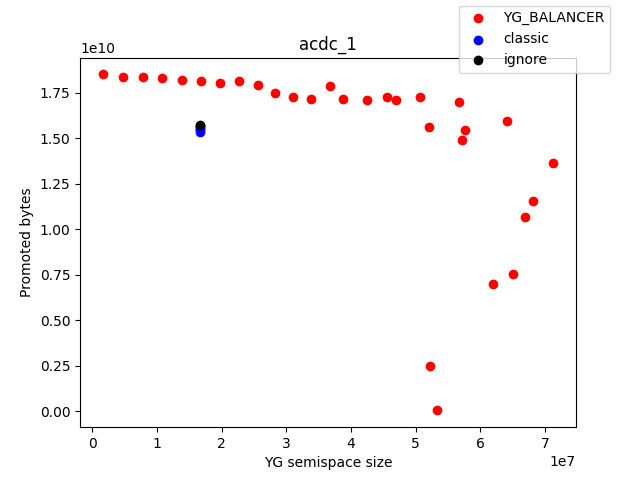 YG_BALANCER
classic
ignore
1e10
acdc_1
1.75
1.50
1.25
1.00
0.75
0.50
0.25
0.00
Promoted bytes
0
1
2
3
4
5
6
7
YG semispace size
1e7